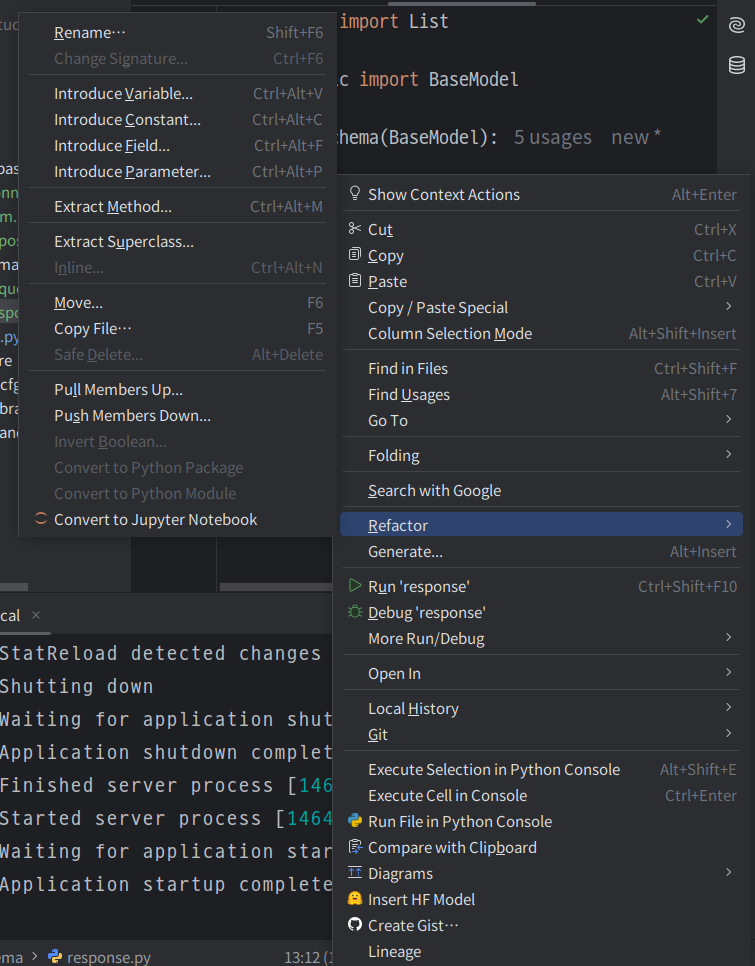 import List
import BaseModel
hema(BaseModel): 5 usages new *
Rename… Shift+F6
Change Signature... Ctrl+F6
Introduce Variable... Ctrl+Alt+V
Introduce Constant... Ctrl+Alt+C
Introduce Field... Ctrl+Alt+F
Introduce Parameter... Ctrl+Alt+P
Extract Method... Ctrl+Alt+M
Extract Superclass...
Inline... Ctrl+Alt+N
Move... F6
Copy File… F5
Safe Delete... Alt+Delete
Pull Members Up...
Push Members Down...
Invert Boolean...
Convert to Python Package
Convert to Python Module
Convert to Jupyter Notebook
Show Context Actions Alt+Enter
Cut Ctrl+X
Copy Ctrl+C
Paste Ctrl+V
Copy / Paste Special
Column Selection Mode Alt+Shift+Insert
Find in Files Ctrl+Shift+F
Find Usages Alt+Shift+7
Go To
Folding
Search with Google
Refactor
Generate... Alt+Insert
Run 'response' Ctrl+Shift+F10
Debug 'response'
More Run/Debug
Open In
Local History
Git
Execute Selection in Python Console Alt+Shift+E
Execute Cell in Console Ctrl+Enter
Run File in Python Console
Compare with Clipboard
Diagrams
Insert HF Model
Create Gist…
Lineage
cal ×
StatReload detected changes
Shutting down
Waiting for application shut
Application shutdown complet
Finished server process [146
Started server process [1464
Waiting for application star
Application startup complete
ema > response.py 13:12